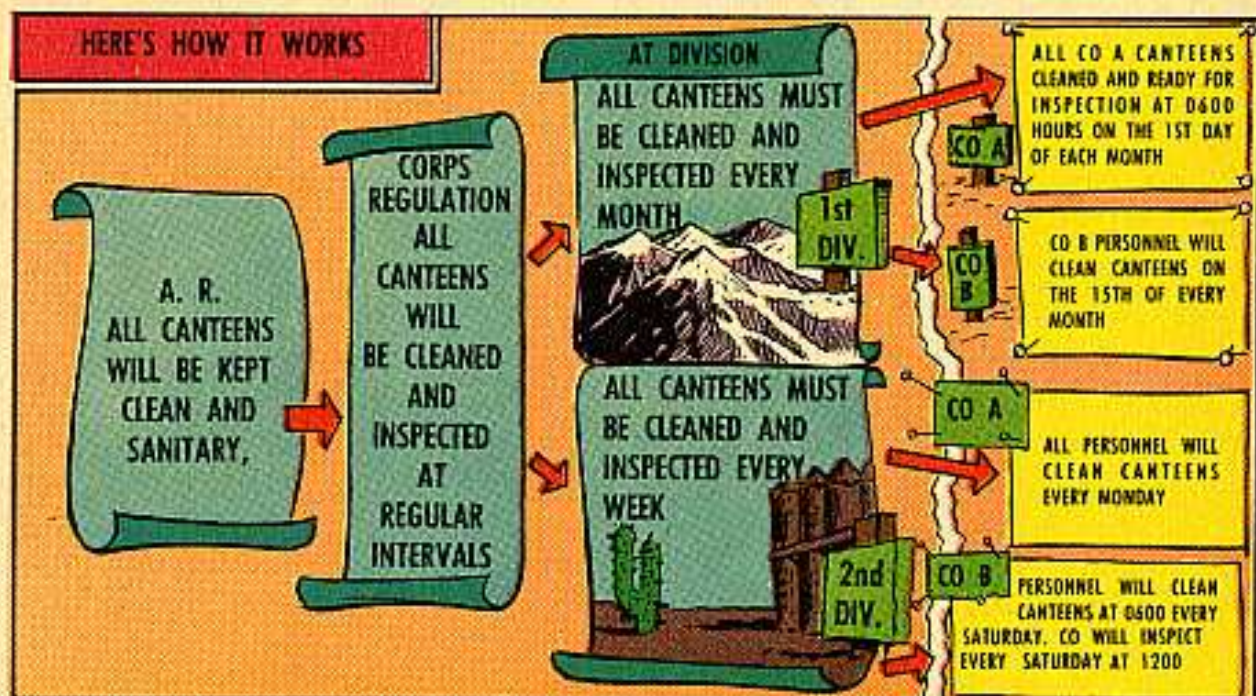 HERE'S HOW IT WORKS
A. R.
ALL CANTEENS
WILL BE KEPT
CLEAN AND
SANITARY,
CORPS
REGULATION
ALL
CANTEENS
WILL
BE CLEANED
AND
INSPECTED
AT
REGULAR
INTERVALS
AT DIVISION
ALL CANTEENS MUST
BE CLEANED AND
INSPECTED EVERY
MONTH
1st
DIV.
CO A
ALL CO A CANTEENS
CLEANED AND READY FOR
INSPECTION AT 0600
HOURS ON THE 1ST DAY
OF EACH MONTH
CO
B
CO B PERSONNEL WILL
CLEAN CANTEENS ON
THE 15TH OF EVERY
MONTH
ALL CANTEENS MUST
BE CLEANED AND
INSPECTED EVERY
WEEK
2nd
DIV.
CO A
ALL PERSONNEL WILL
CLEAN CANTEENS
EVERY MONDAY
CO B
PERSONNEL WILL CLEAN
CANTEENS AT 0600 EVERY
SATURDAY. CO WILL INSPECT
EVERY SATURDAY AT 1200